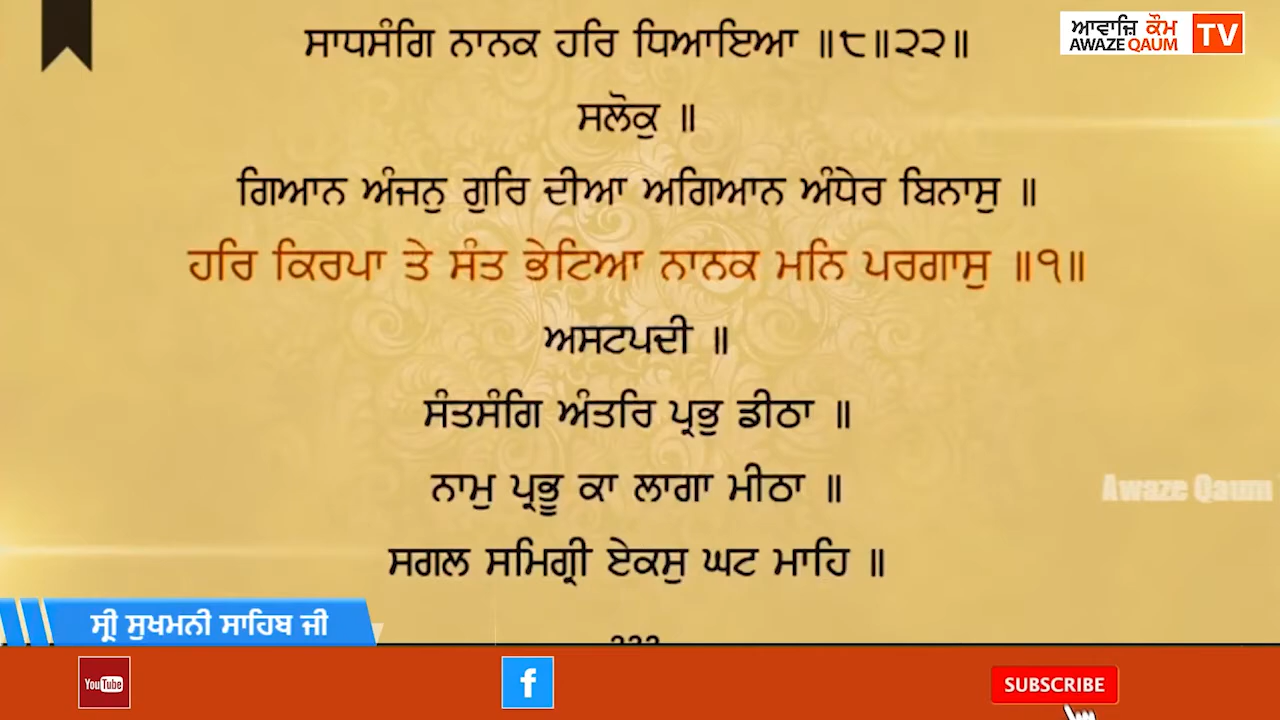 ਸਾਧਸੰਗਿ ਨਾਨਕ ਹਰਿ ਧਿਆਇਆ ॥੮॥੨੨॥
ਆਵਾਜ਼ਿ ਕੌਮ
AWAZE QAUM
TV
ਸਲੋਕੁ ॥
ਗਿਆਨ ਅੰਜਨੁ ਗੁਰਿ ਦੀਆ ਅਗਿਆਨ ਅੰਧੇਰ ਬਿਨਾਸੁ ॥
ਹਰਿ ਕਿਰਪਾ ਤੇ ਸੰਤ ਭੇਟਿਆ ਨਾਨਕ ਮਨਿ ਪਰਗਾਸੁ ॥੧॥
ਅਸਟਪਦੀ ॥
ਸੰਤਸੰਗਿ ਅੰਤਰਿ ਪ੍ਰਭੁ ਡੀਠਾ ॥
ਨਾਮੁ ਪ੍ਰਭੂ ਕਾ ਲਾਗਾ ਮੀਠਾ ॥
Awaze Qaum
ਸਗਲ ਸਮਿਗ੍ਰੀ ਏਕਸੁ ਘਟ ਮਾਹਿ ॥
ਸ੍ਰੀ ਸੁਖਮਨੀ ਸਾਹਿਬ ਜੀ
YouTube
f
SUBSCRIBE